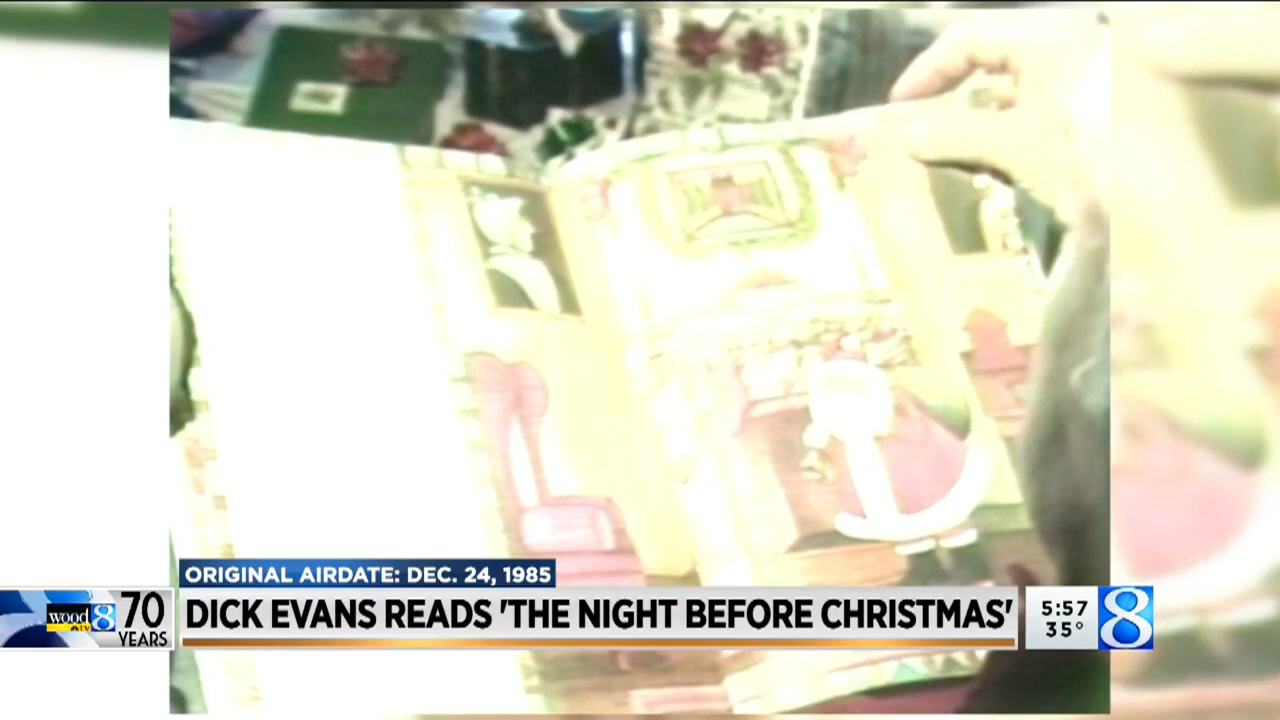 ORIGINAL AIRDATE: DEC. 24, 1985
wood 8
TV
70
YEARS
DICK EVANS READS 'THE NIGHT BEFORE CHRISTMAS'
5:57
35°
8